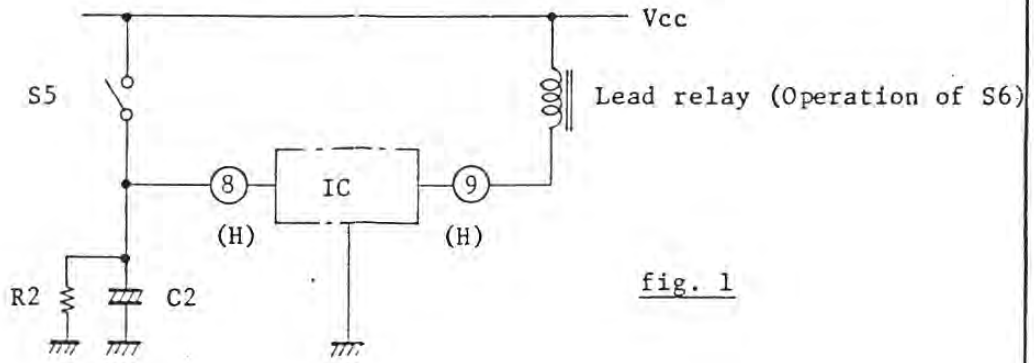 Vcc
S5
Lead relay (Operation of S6)
8
IC
9
(H)
(H)
R2
C2
fig. 1